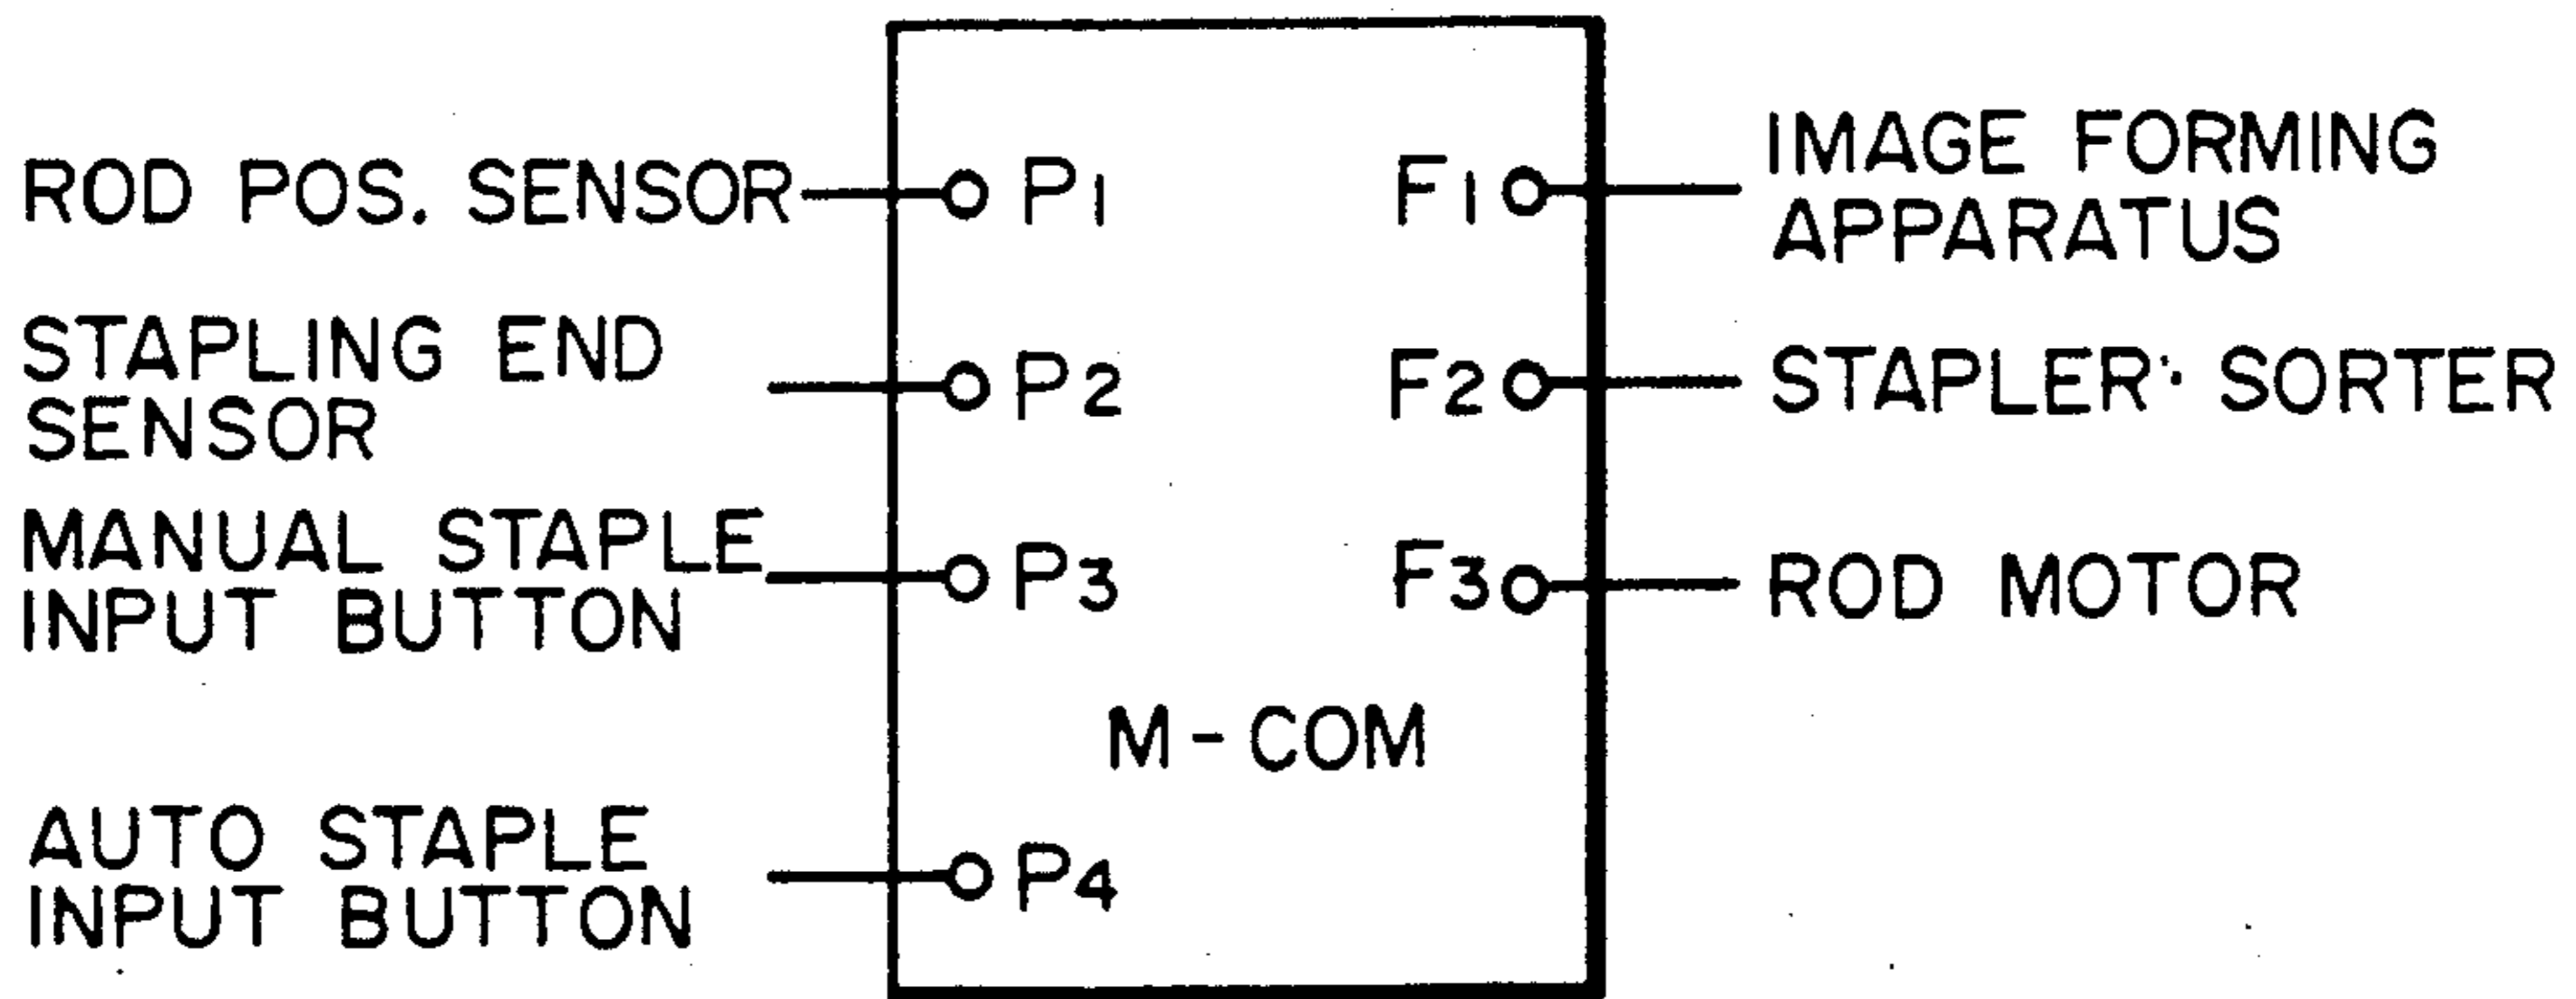 ROD POS. SENSOR
P1
STAPLING END
SENSOR
P2
MANUAL STAPLE
INPUT BUTTON
P3
AUTO STAPLE
INPUT BUTTON
P4
M-COM
F1
IMAGE FORMING
APPARATUS
F2
STAPLER SORTER
F3
ROD MOTOR